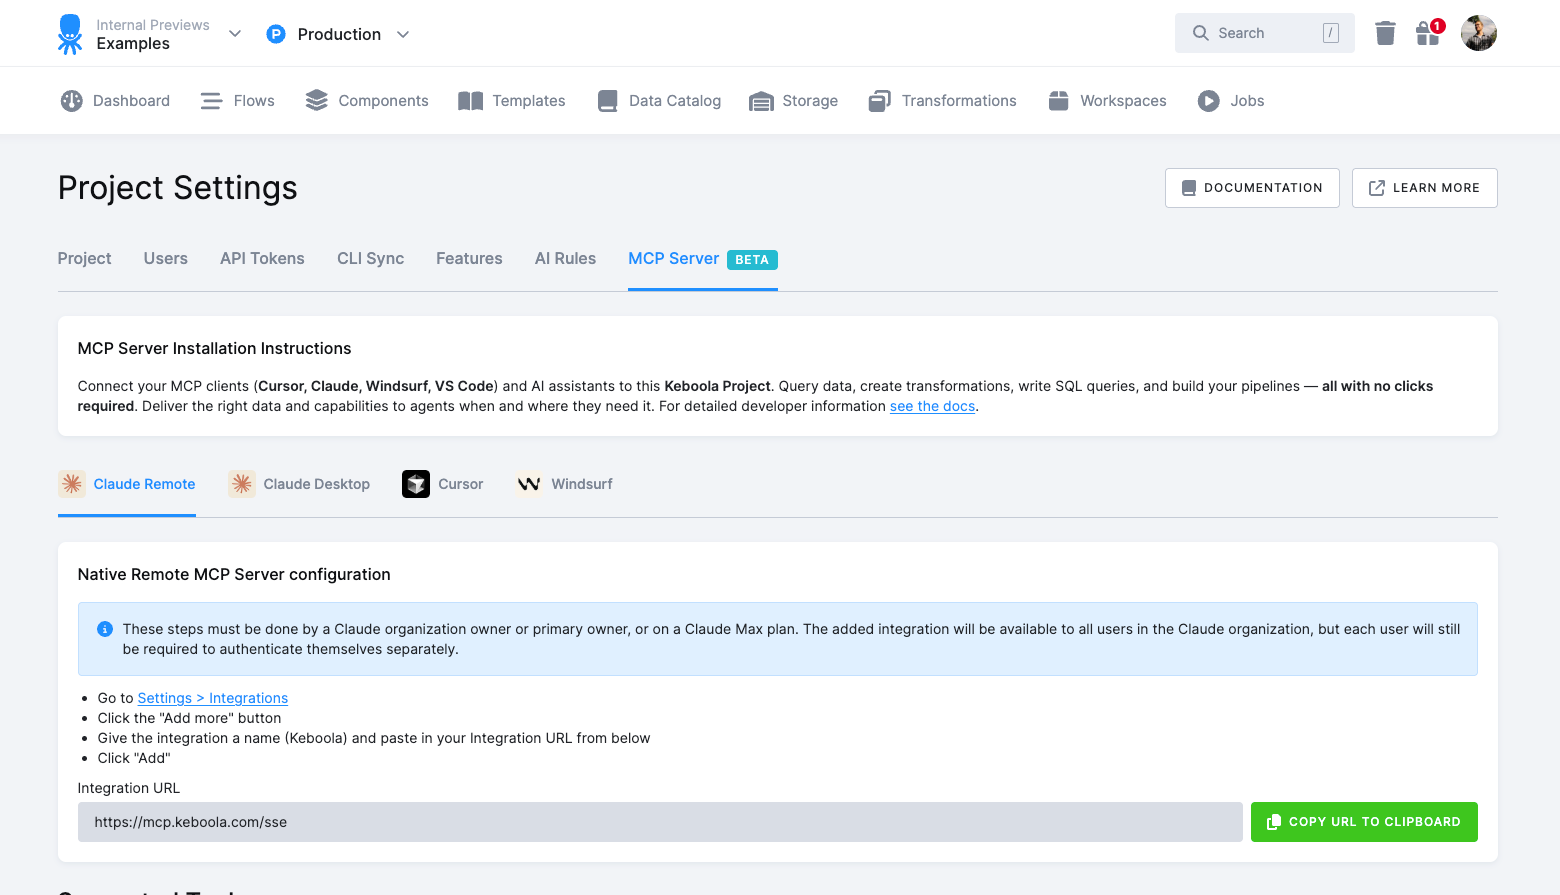 Internal Previews
Examples
P Production
Search /
1
Dashboard Flows Components Templates Data Catalog Storage Transformations Workspaces Jobs
Project Settings
DOCUMENTATION LEARN MORE
Project Users API Tokens CLI Sync Features AI Rules MCP Server BETA
MCP Server Installation Instructions
Connect your MCP clients (Cursor, Claude, Windsurf, VS Code) and AI assistants to this Keboola Project. Query data, create transformations, write SQL queries, and build your pipelines — all with no clicks
required. Deliver the right data and capabilities to agents when and where they need it. For detailed developer information see the docs.
Claude Remote Claude Desktop Cursor Windsurf
Native Remote MCP Server configuration
These steps must be done by a Claude organization owner or primary owner, or on a Claude Max plan. The added integration will be available to all users in the Claude organization, but each user will still
be required to authenticate themselves separately.
• Go to Settings > Integrations
• Click the "Add more" button
• Give the integration a name (Keboola) and paste in your Integration URL from below
• Click "Add"
Integration URL
https://mcp.keboola.com/sse
COPY URL TO CLIPBOARD